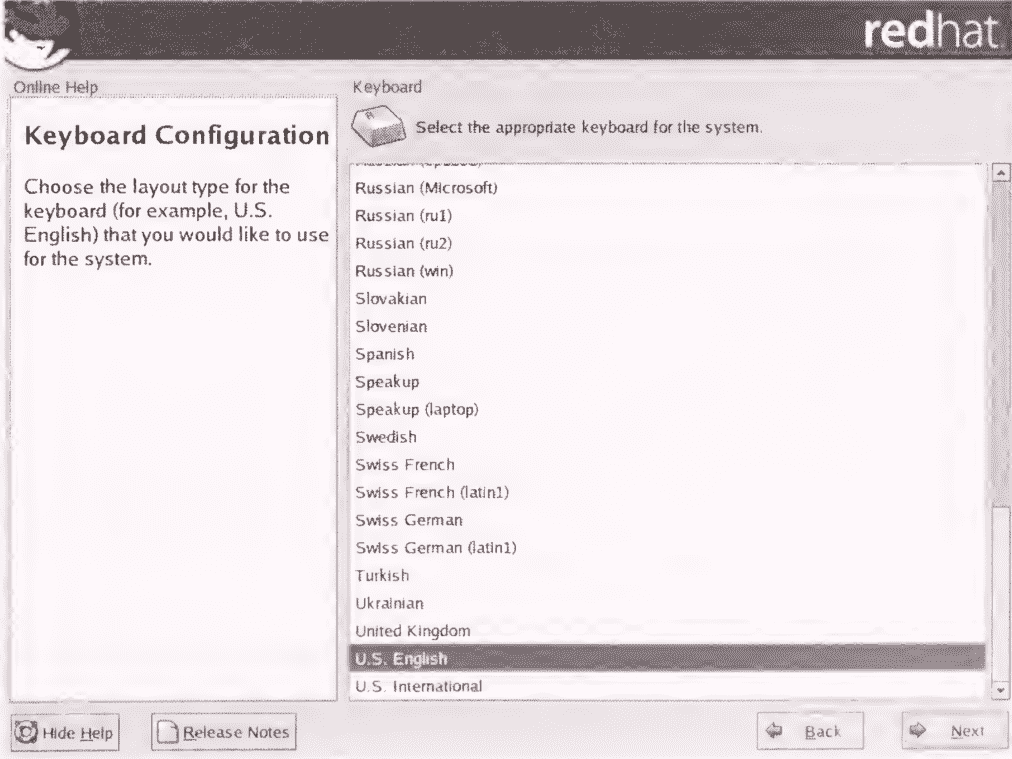 redhat
Online Help
Keyboard Configuration
Choose the layout type for the
keyboard (for example, U.S.
English) that you would like to use
for the system.
Keyboard
Select the appropriate keyboard for the system.
Russian (Microsoft)
Russian (ru1)
Russian (ru2)
Russian (win)
Slovakian
Slovenian
Spanish
Speakup
Speakup (laptop)
Swedish
Swiss French
Swiss French (latin1)
Swiss German
Swiss German (latin1)
Turkish
Ukrainian
United Kingdom
U.S. English
U.S. International
Hide Help
Release Notes
Back
Next